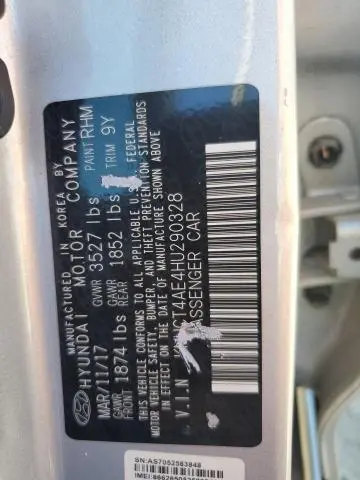 MANUFACTURED IN KOREA BY
HYUNDAI MOTOR COMPANY
MAR/11/17 GVWR 3527 lbs PAINT RHM
GAWR FRONT 1874 lbs GAWR REAR 1852 lbs TRIM 9Y
THIS VEHICLE CONFORMS TO ALL APPLICABLE U.S. FEDERAL
MOTOR VEHICLE SAFETY, BUMPER, AND THEFT PREVENTION STANDARDS
IN EFFECT ON THE DATE OF MANUFACTURE SHOWN ABOVE
V.I.N CT4AE4HU290328
PASSENGER CAR
SN:AS7052583848